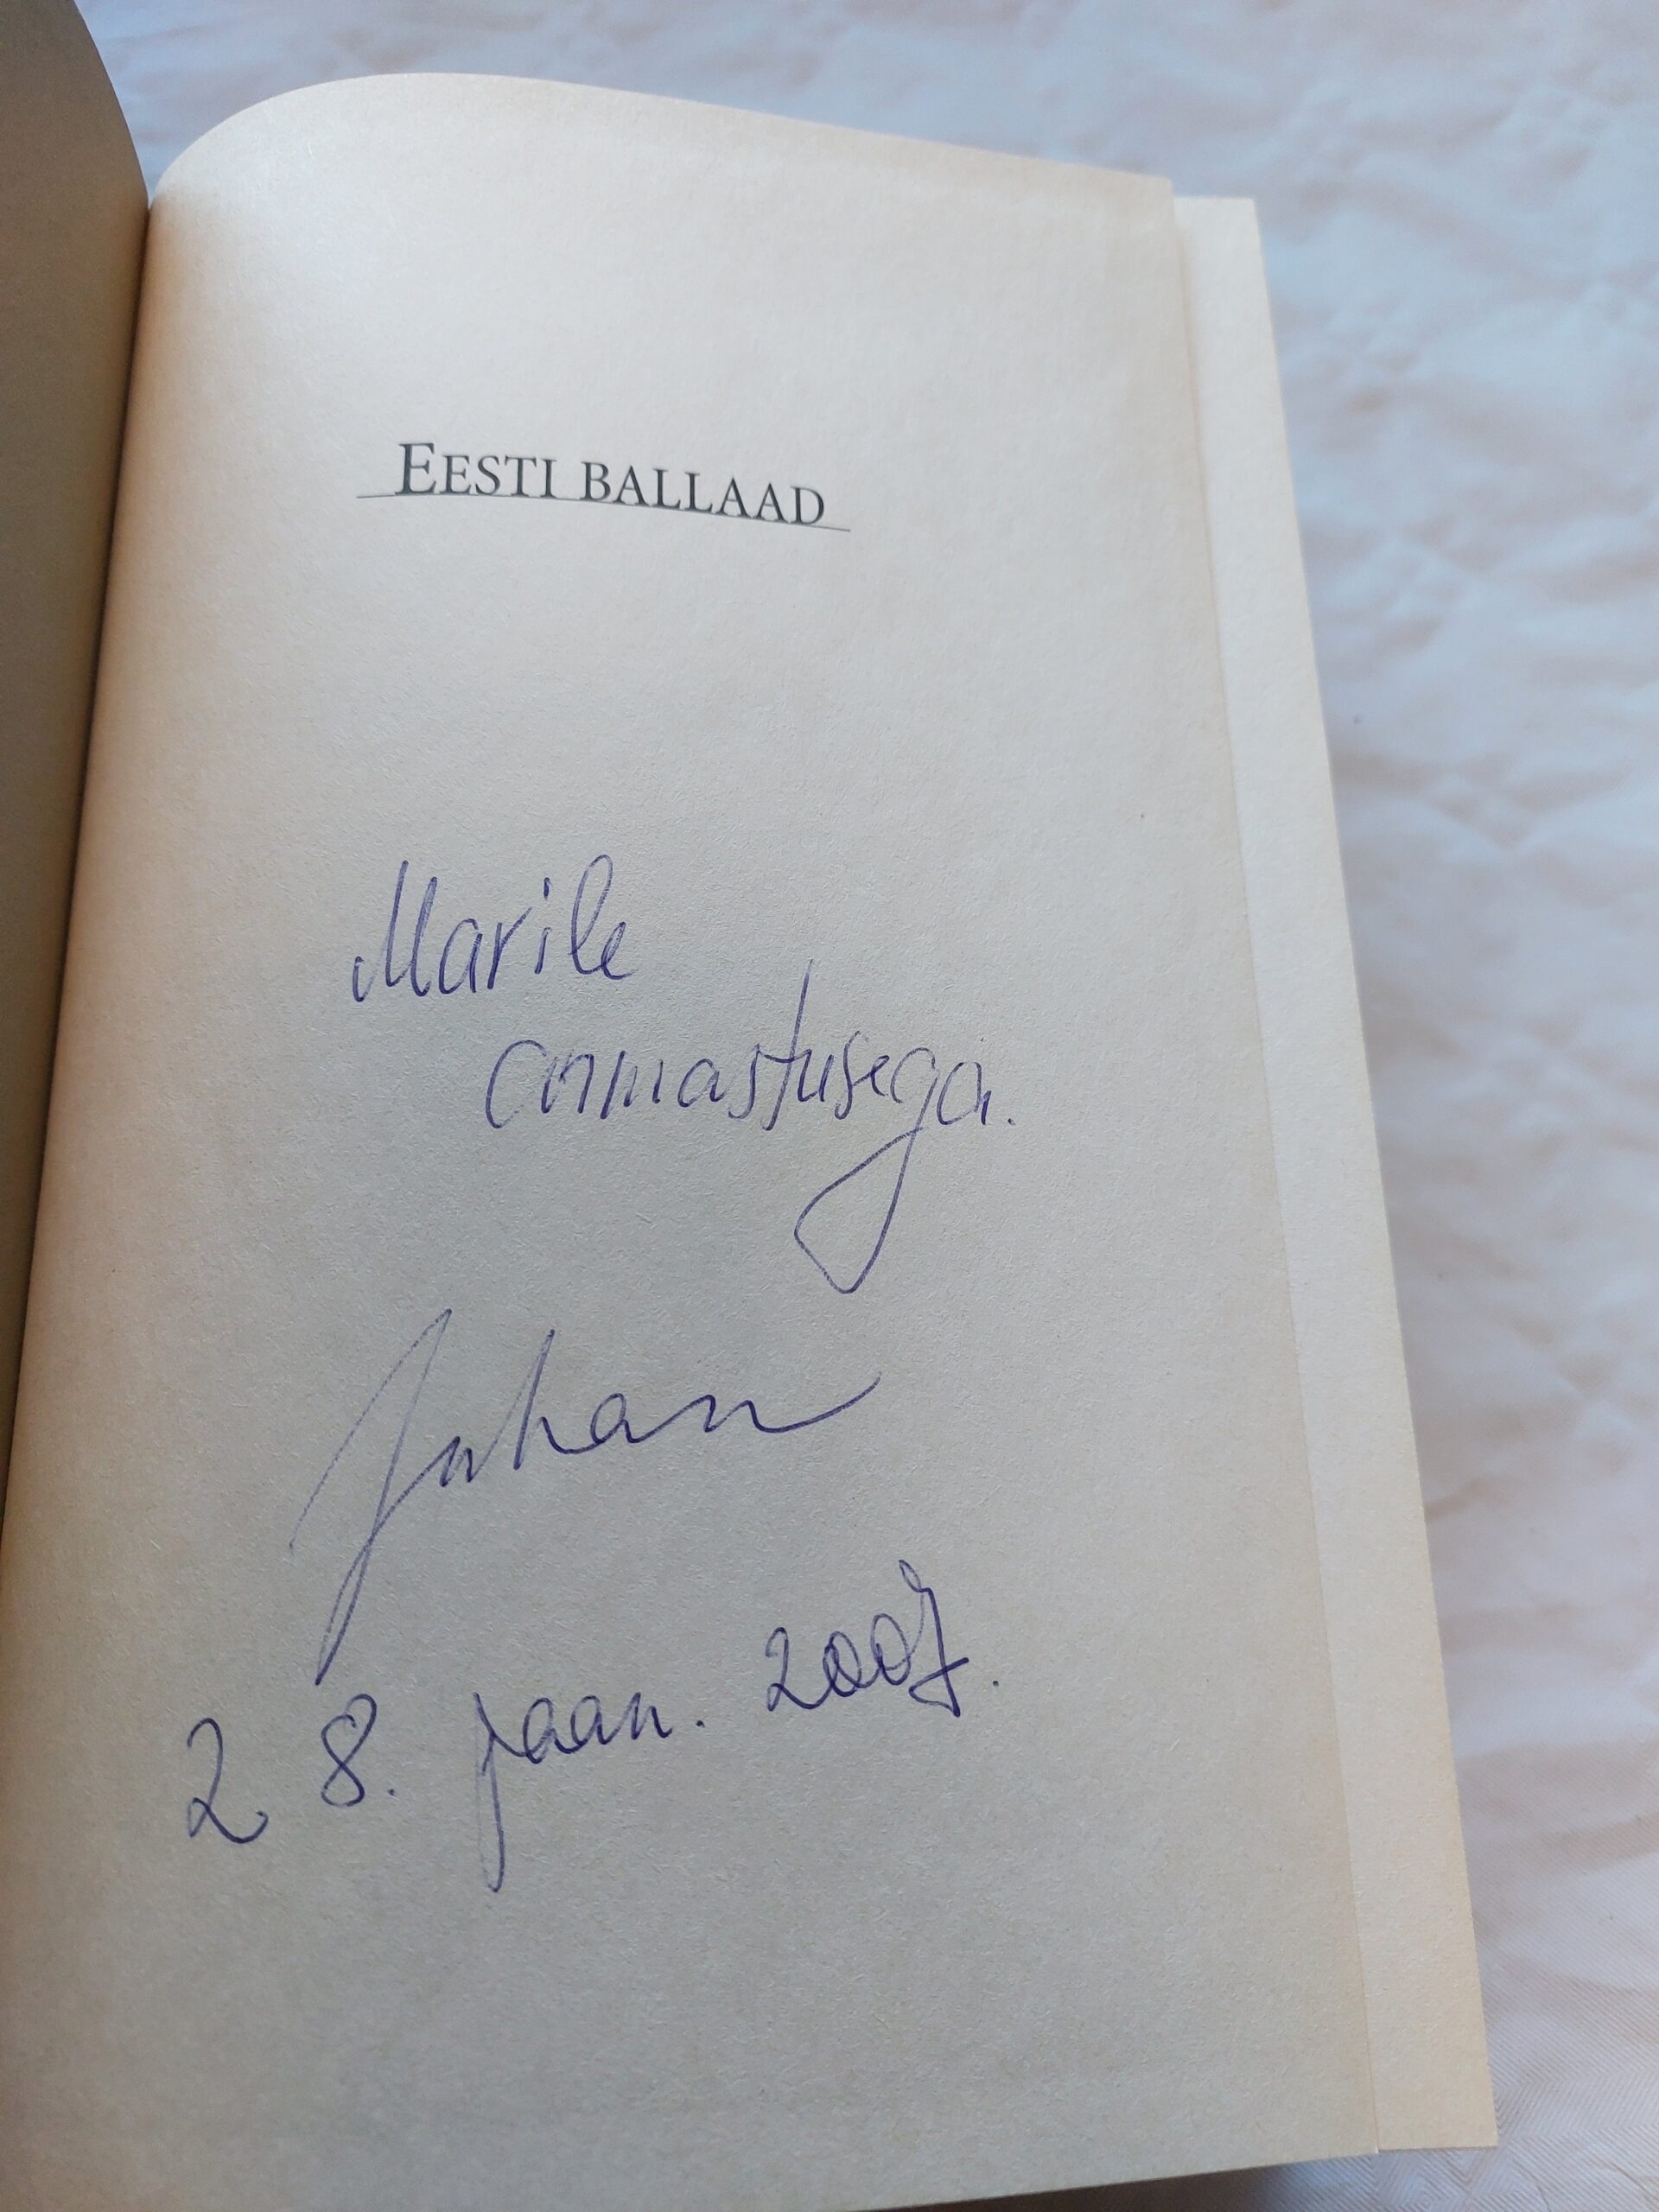 EESTI BALLAAD
Marile
armastusega.
Juhan
28. jaan. 2007.